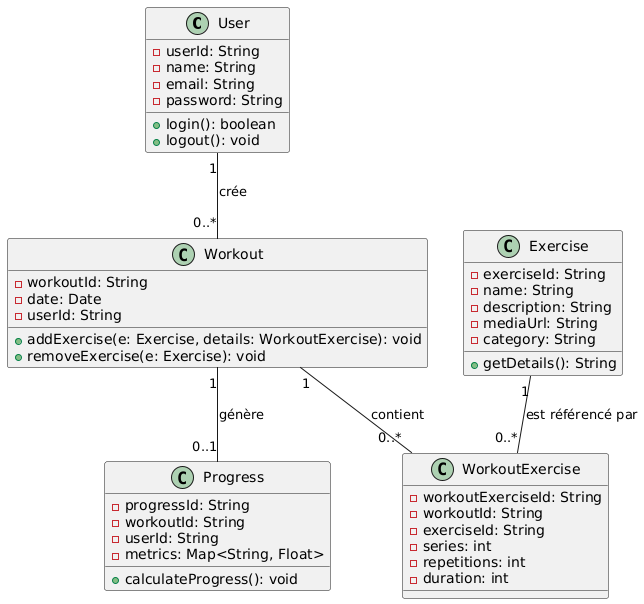 C User
userId: String
name: String
email: String
password: String
login(): boolean
logout(): void
1
crée
0..*
C Workout
workoutId: String
date: Date
userId: String
addExercise(e: Exercise, details: WorkoutExercise): void
removeExercise(e: Exercise): void
C Exercise
exerciseId: String
name: String
description: String
mediaUrl: String
category: String
getDetails(): String
1
génère
0..1
1
contient
0..*
1
est référencé par
0..*
C Progress
progressId: String
workoutId: String
userId: String
metrics: Map<String, Float>
calculateProgress(): void
C WorkoutExercise
workoutExerciseId: String
workoutId: String
exerciseId: String
series: int
repetitions: int
duration: int